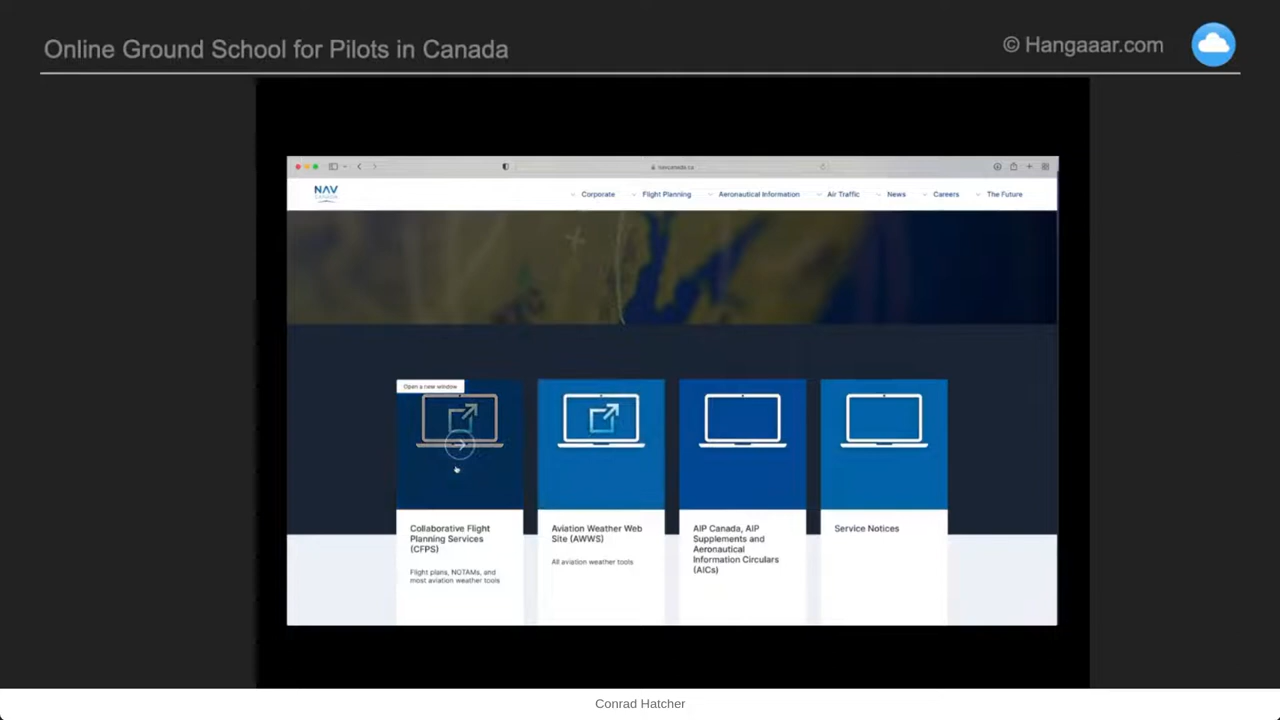 Online Ground School for Pilots in Canada
© Hangaaar.com
navcanada.ca
NAV
CANADA
Corporate
Flight Planning
Aeronautical Information
Air Traffic
News
Careers
The Future
Open a new window
Collaborative Flight
Planning Services
(CFPS)
Flight plans, NOTAMs, and
most aviation weather tools
Aviation Weather Web
Site (AWWS)
All aviation weather tools
AIP Canada, AIP
Supplements and
Aeronautical
Information Circulars
(AICs)
Service Notices
Conrad Hatcher